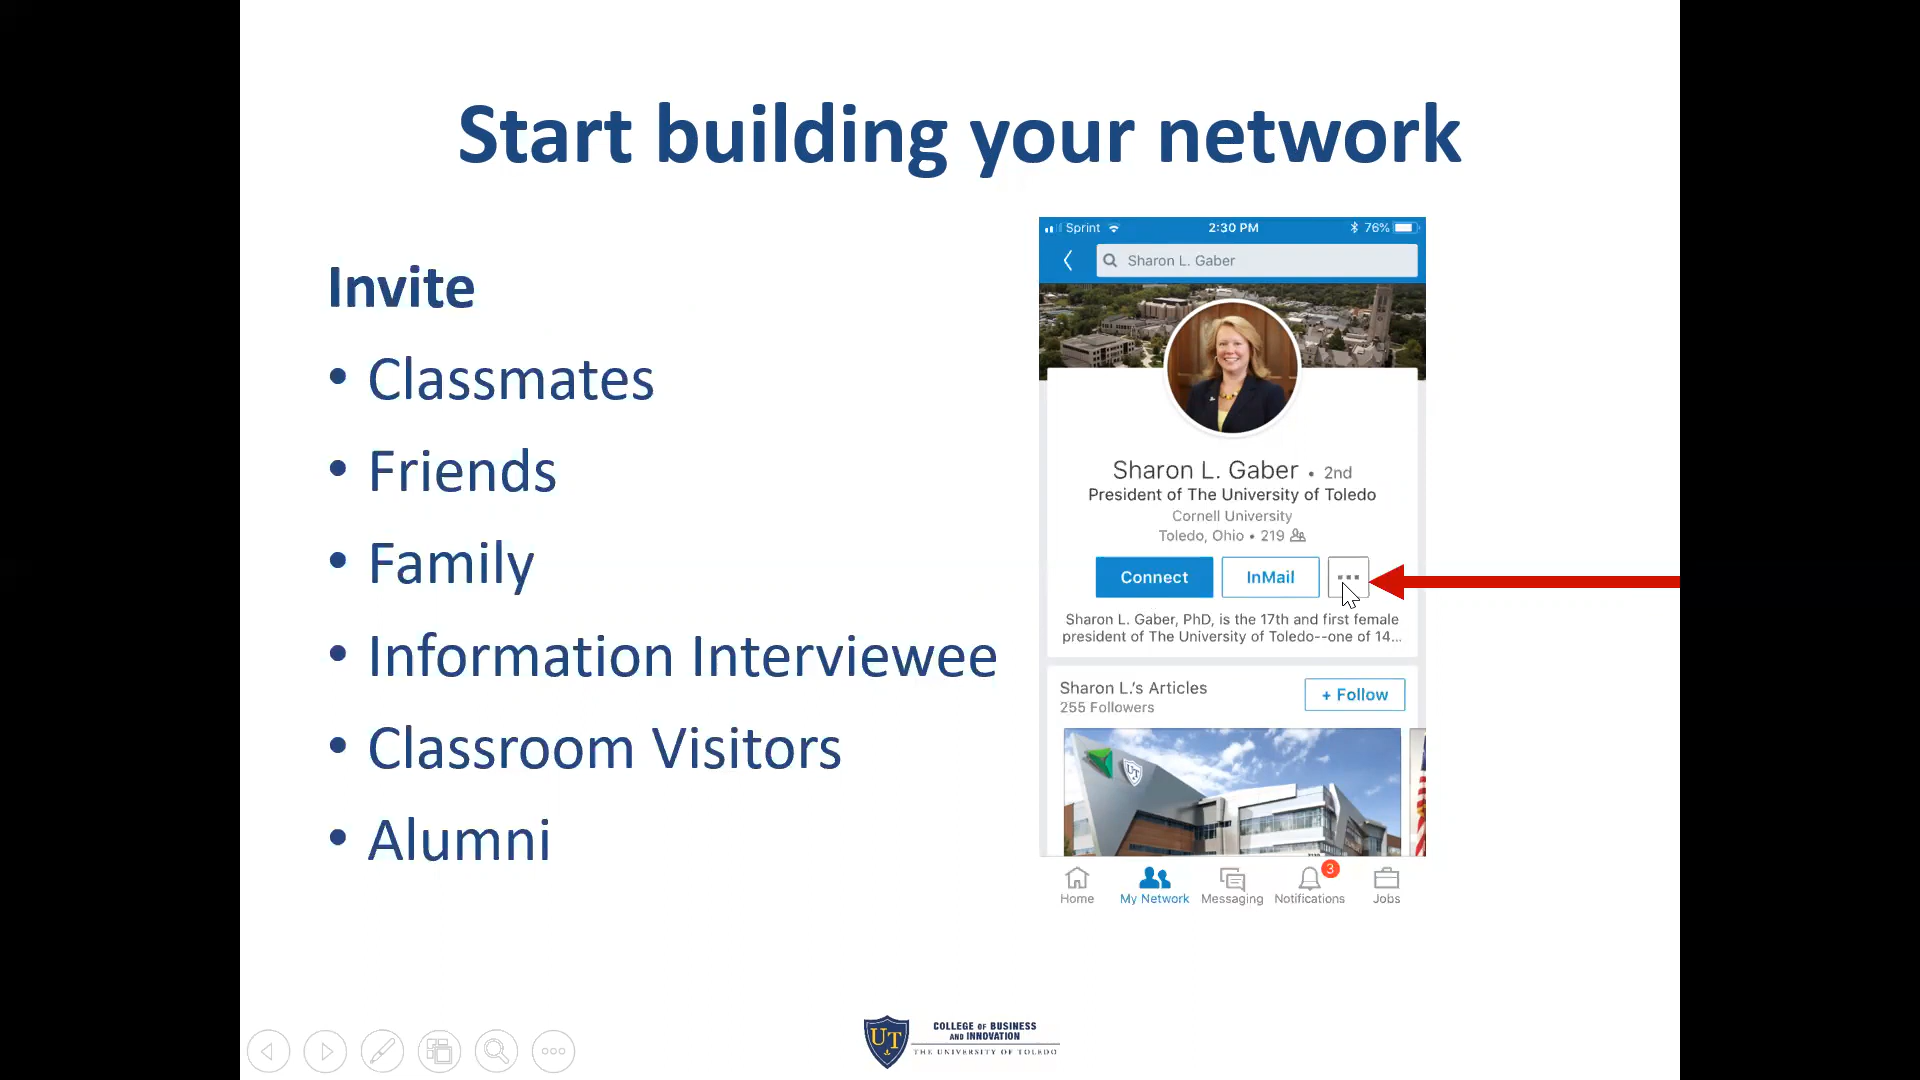 Start building your network
Invite
• Classmates
• Friends
• Family
• Information Interviewee
• Classroom Visitors
• Alumni
Sprint
2:30 PM
76%
Sharon L. Gaber
Sharon L. Gaber • 2nd
President of The University of Toledo
Cornell University
Toledo, Ohio • 219
Connect
InMail
Sharon L. Gaber, PhD, is the 17th and first female
president of The University of Toledo--one of 14...
Sharon L.'s Articles
+ Follow
255 Followers
UT
3
Home
My Network
Messaging
Notifications
Jobs
UT
COLLEGE OF BUSINESS
AND INNOVATION
THE UNIVERSITY OF TOLEDO